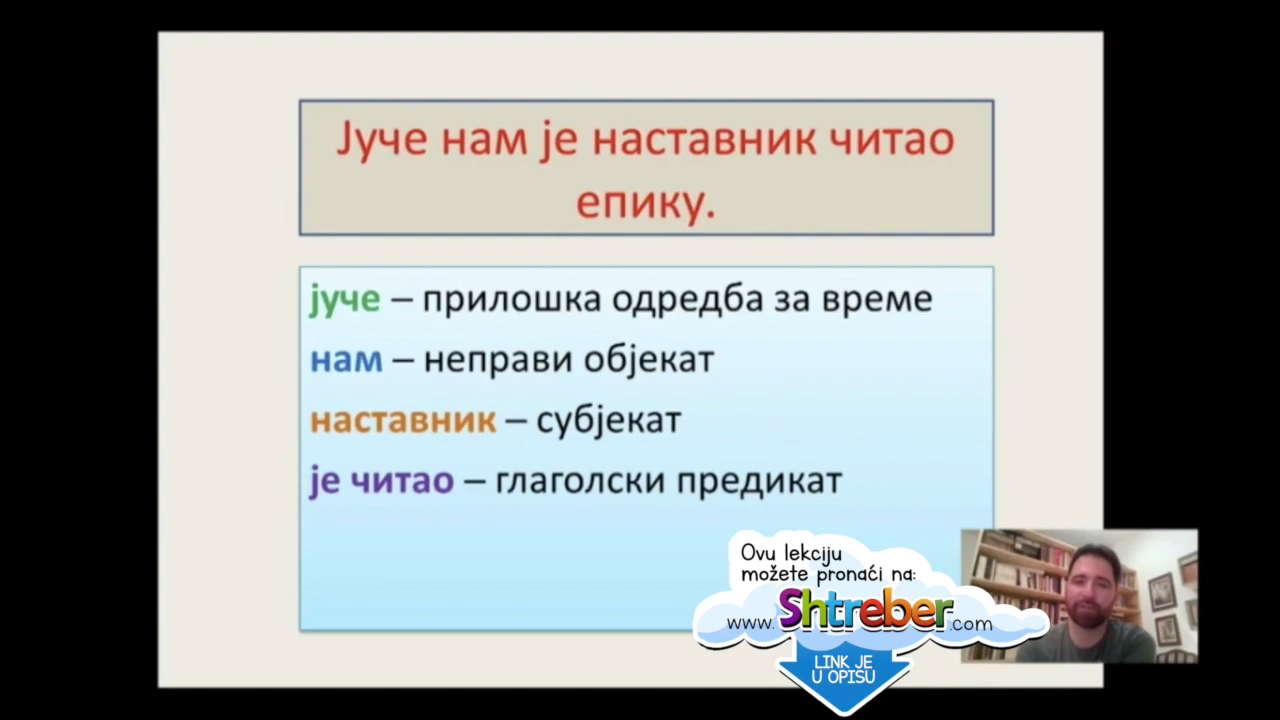 Јуче нам је наставник читао
епику.
јуче – прилошка одредба за време
нам – неправи објекат
наставник – субјекат
је читао – глаголски предикат
Ovu lekciju
možete pronaći na:
www.Shtreber.com
LINK JE
U OPISU